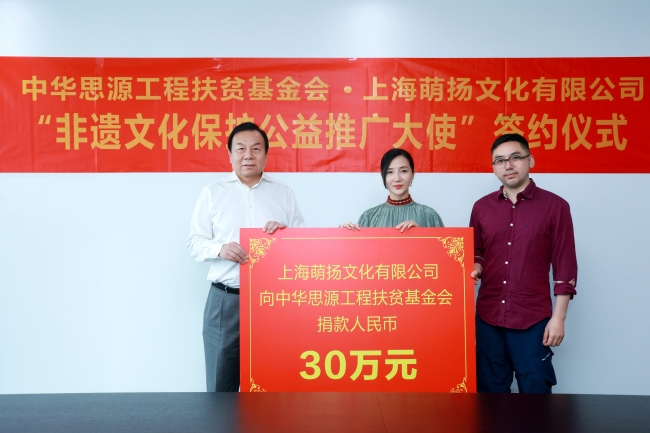 中华思源工程扶贫基金会·上海萌扬文化有限公司
“非遗文化保护公益推广大使”签约仪式
上海萌扬文化有限公司
向中华思源工程扶贫基金会
捐款人民币
30万元